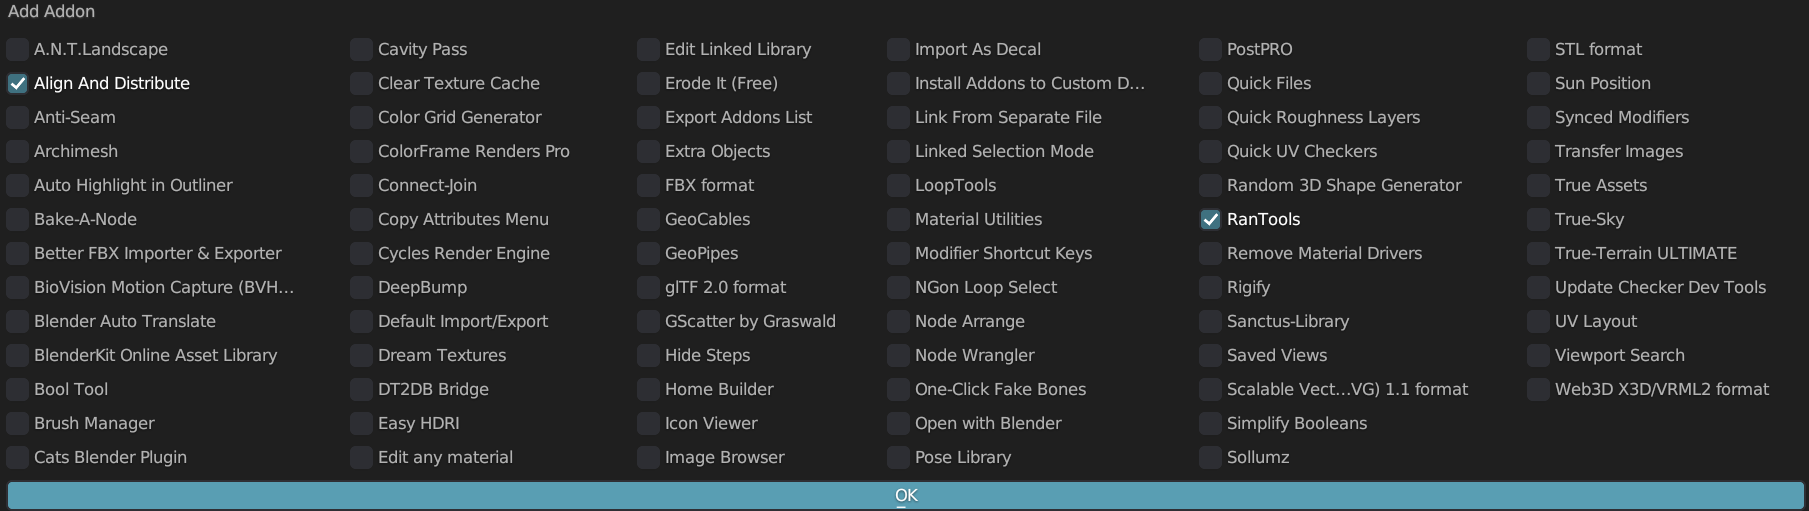 Add Addon
A.N.T.Landscape
Align And Distribute
Anti-Seam
Archimesh
Auto Highlight in Outliner
Bake-A-Node
Better FBX Importer & Exporter
BioVision Motion Capture (BVH...
Blender Auto Translate
BlenderKit Online Asset Library
Bool Tool
Brush Manager
Cats Blender Plugin
Cavity Pass
Clear Texture Cache
Color Grid Generator
ColorFrame Renders Pro
Connect-Join
Copy Attributes Menu
Cycles Render Engine
DeepBump
Default Import/Export
Dream Textures
DT2DB Bridge
Easy HDRI
Edit any material
Edit Linked Library
Erode It (Free)
Export Addons List
Extra Objects
FBX format
GeoCables
GeoPipes
glTF 2.0 format
GScatter by Graswald
Hide Steps
Home Builder
Icon Viewer
Image Browser
Import As Decal
Install Addons to Custom D...
Link From Separate File
Linked Selection Mode
LoopTools
Material Utilities
Modifier Shortcut Keys
NGon Loop Select
Node Arrange
Node Wrangler
One-Click Fake Bones
Open with Blender
Pose Library
PostPRO
Quick Files
Quick Roughness Layers
Quick UV Checkers
Random 3D Shape Generator
RanTools
Remove Material Drivers
Rigify
Sanctus-Library
Saved Views
Scalable Vect...VG) 1.1 format
Simplify Booleans
Sollumz
STL format
Sun Position
Synced Modifiers
Transfer Images
True Assets
True-Sky
True-Terrain ULTIMATE
Update Checker Dev Tools
UV Layout
Viewport Search
Web3D X3D/VRML2 format
OK